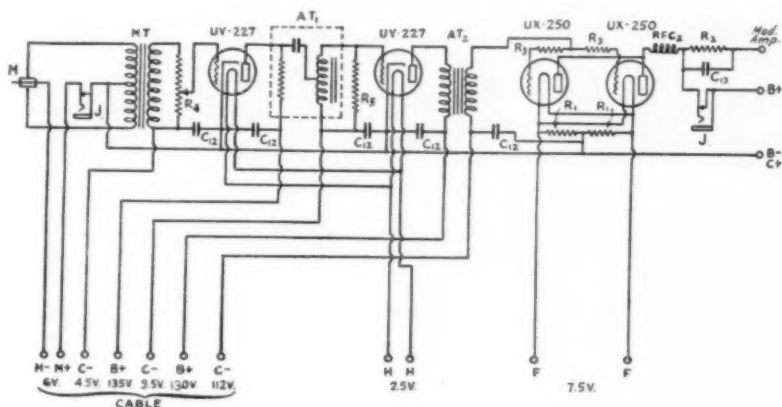 UY-227 AT₁ UY-227 UX-250 UX-250
MT AT₂ RFC₂ R₂ Mod. Amp.
R₃ R₃
M C₁₃ B+
J R₄ R₅ R₁ R₁₁ J
C₁₂ C₁₂ C₁₂ C₁₂ C₁₂
B-
C+
M- M+ C- B+ C- B+ C- H H F F
6V. 4.5V. 135V. 9.5V. 130V. 112V. 2.5V. 7.5V.
CABLE